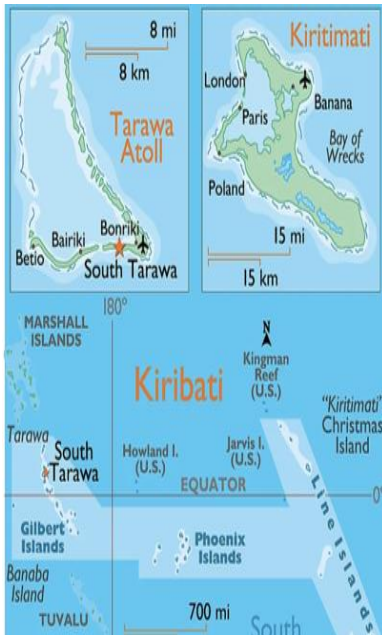 8 mi
8 km
Tarawa
Atoll
Bonriki
Bairiki
Betio
South Tarawa
Kiritimati
London
Banana
Paris
Bay of
Wrecks
Poland
15 mi
15 km
180°
MARSHALL
ISLANDS
N
Kingman
Reef
(U.S.)
Kiribati
"Kiritimati"
Christmas
Island
Tarawa
South
Tarawa
Howland I.
(U.S.)
Jarvis I.
(U.S.)
EQUATOR
0°
Gilbert
Islands
Phoenix
Islands
Line Islands
Banaba
Island
TUVALU
700 mi
South